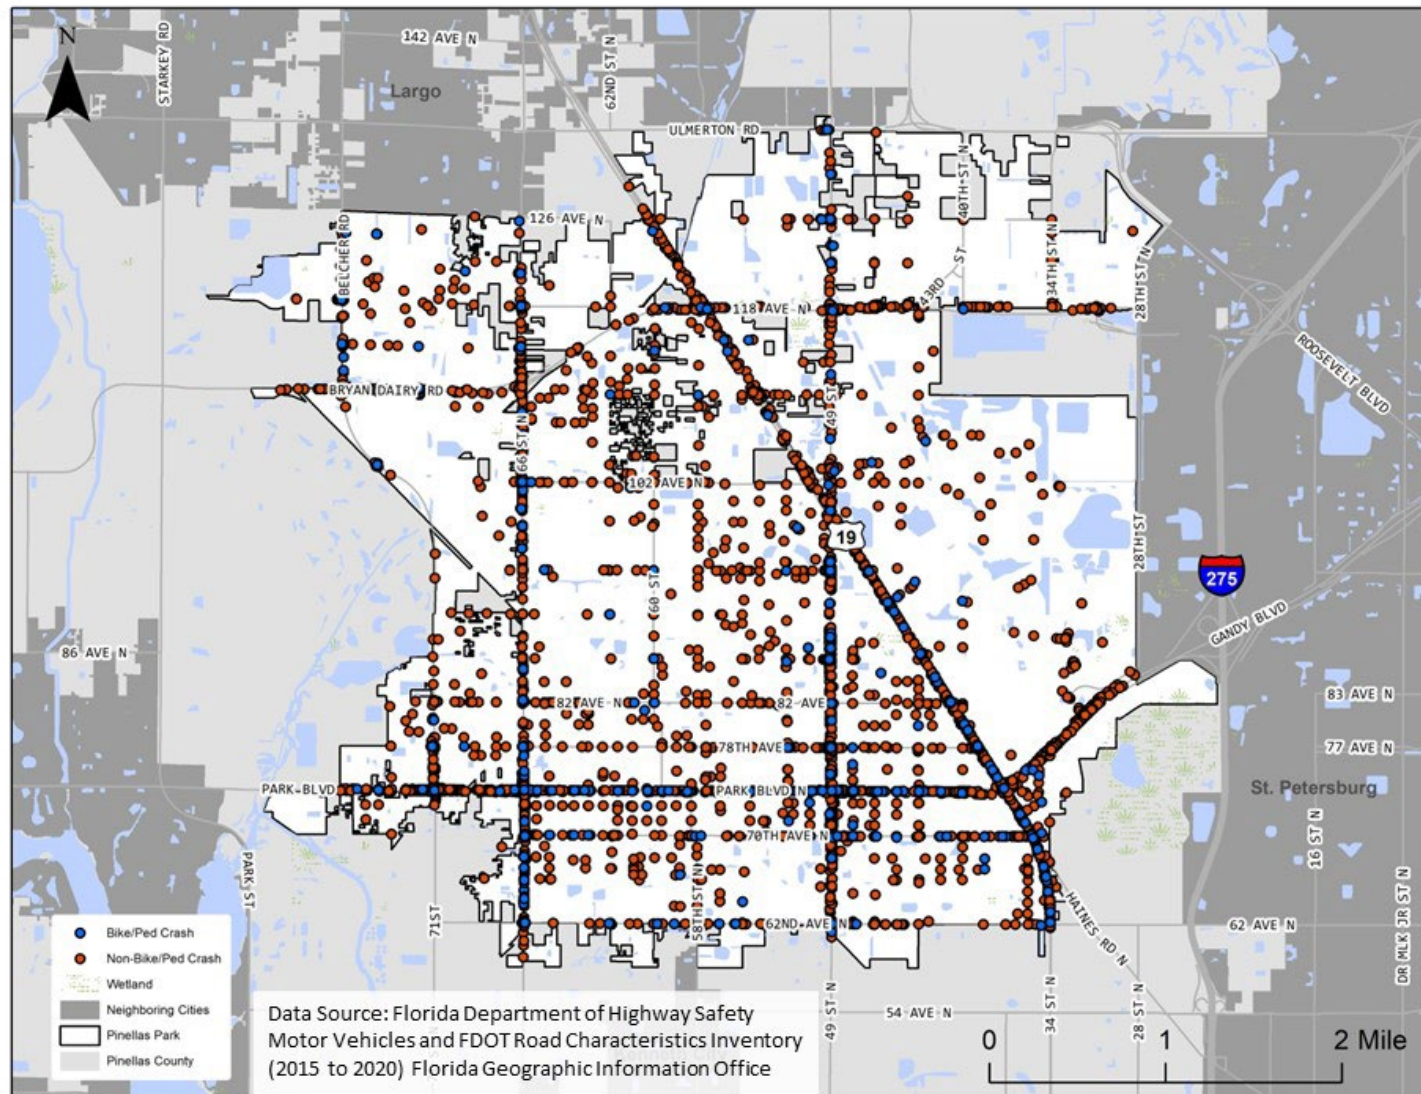 N
STARKEY RD
142 AVE N
62ND ST N
Largo
ULMERTON RD
40TH ST N
BELCHER RD
126 AVE N
34TH ST N
28TH ST N
43RD ST
118 AVE N
ROOSEVELT BLVD
BRYAN DAIRY RD
49 ST
66 ST N
102 AVE N
19
28TH ST
275
60 ST
GANDY BLVD
86 AVE N
82 AVE N
82 AVE
83 AVE N
78TH AVE
77 AVE N
PARK BLVD
PARK BLVD N
St. Petersburg
70TH AVE N
16 ST N
PARK ST
71ST
58TH ST N
62ND AVE N
HAINES RD N
62 AVE N
DR MLK JR ST N
49 ST N
54 AVE N
34 ST N
28 ST N
Bike/Ped Crash
Non-Bike/Ped Crash
Wetland
Neighboring Cities
Pinellas Park
Pinellas County
Data Source: Florida Department of Highway Safety
Motor Vehicles and FDOT Road Characteristics Inventory
(2015 to 2020) Florida Geographic Information Office
0 1 2 Mile